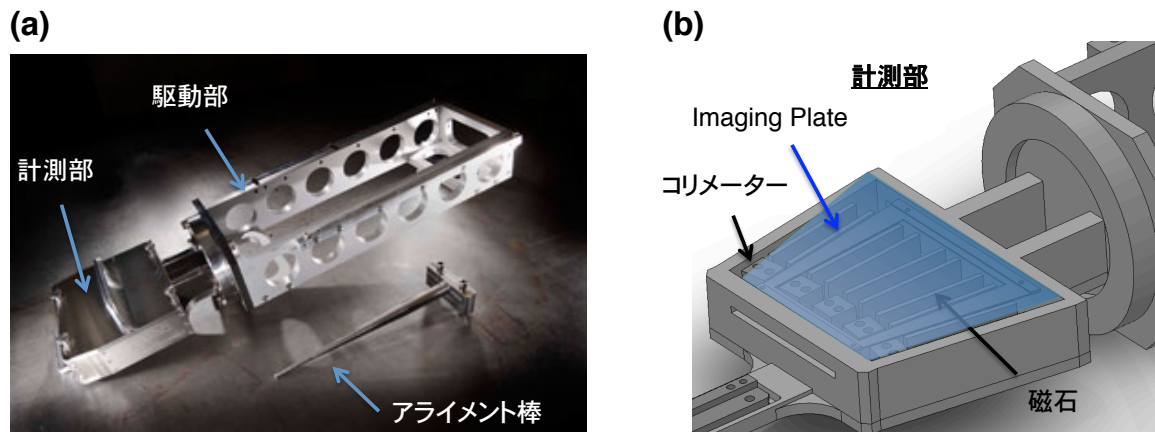 (a)
駆動部
計測部
アライメント棒
(b)
計測部
Imaging Plate
コリメーター
磁石